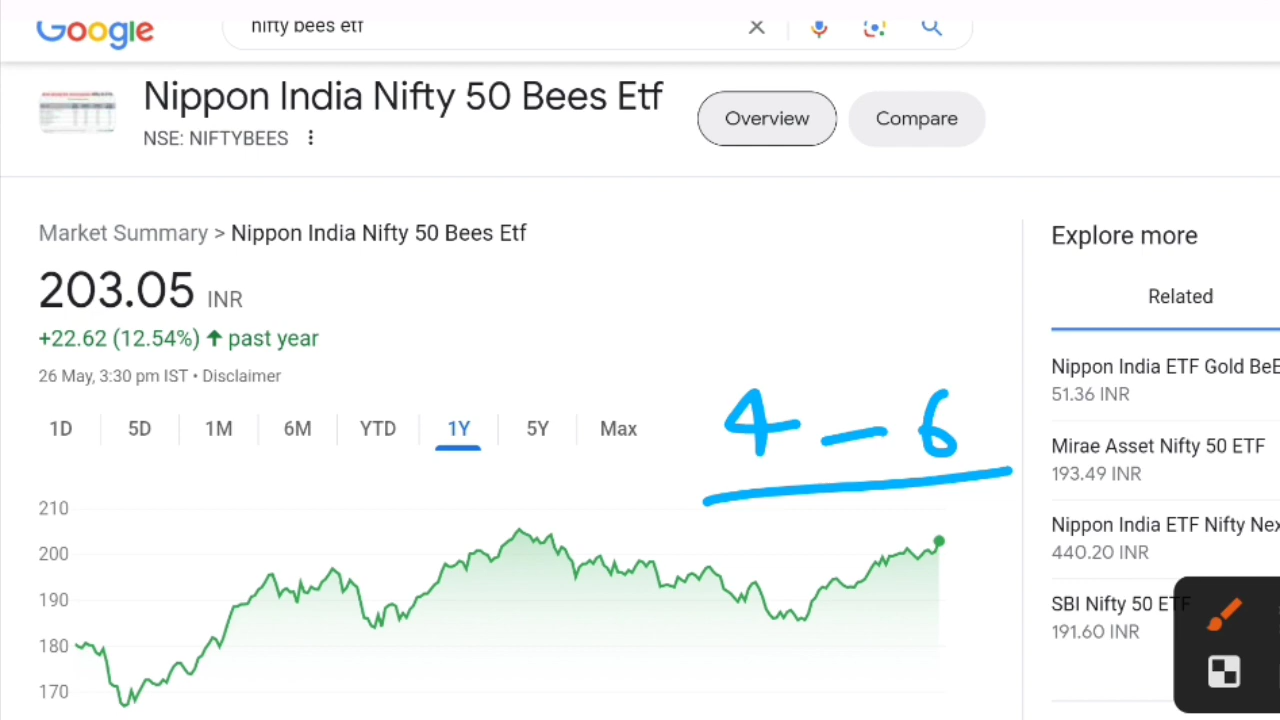 Google
nifty bees etf
Nippon India Nifty 50 Bees Etf
NSE: NIFTYBEES
Overview
Compare
Market Summary > Nippon India Nifty 50 Bees Etf
203.05 INR
+22.62 (12.54%) ↑ past year
26 May, 3:30 pm IST • Disclaimer
1D 5D 1M 6M YTD 1Y 5Y Max
4 – 6
210
200
190
180
170
Explore more
Related
Nippon India ETF Gold BeE
51.36 INR
Mirae Asset Nifty 50 ETF
193.49 INR
Nippon India ETF Nifty Nex
440.20 INR
SBI Nifty 50 ETF
191.60 INR